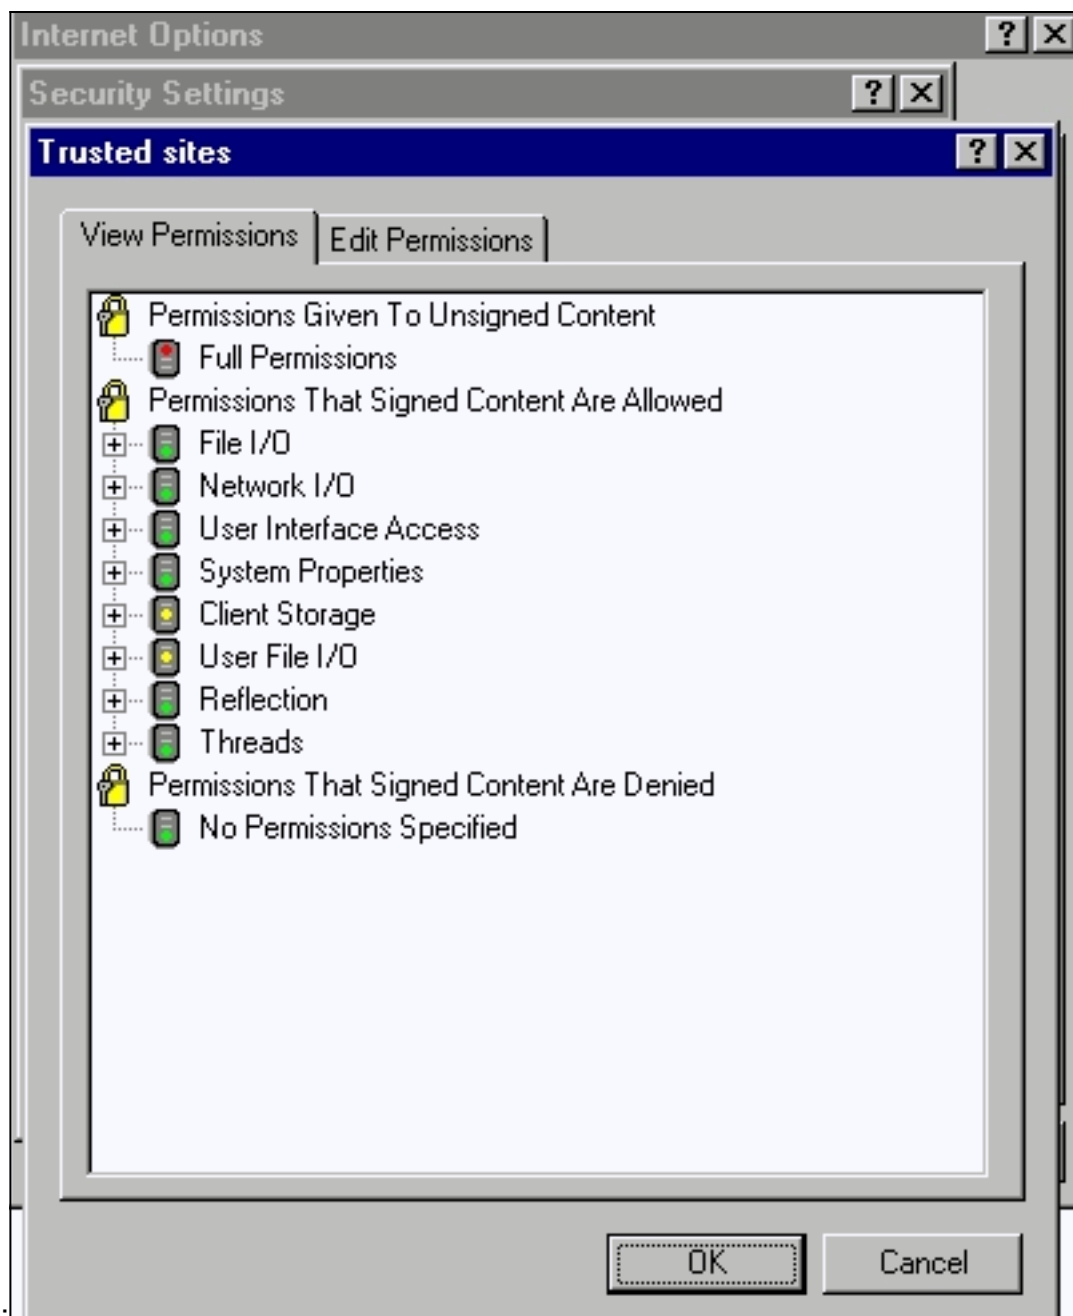 Internet Options
Security Settings
Trusted sites
View Permissions Edit Permissions
Permissions Given To Unsigned Content
Full Permissions
Permissions That Signed Content Are Allowed
File I/O
Network I/O
User Interface Access
System Properties
Client Storage
User File I/O
Reflection
Threads
Permissions That Signed Content Are Denied
No Permissions Specified
OK Cancel